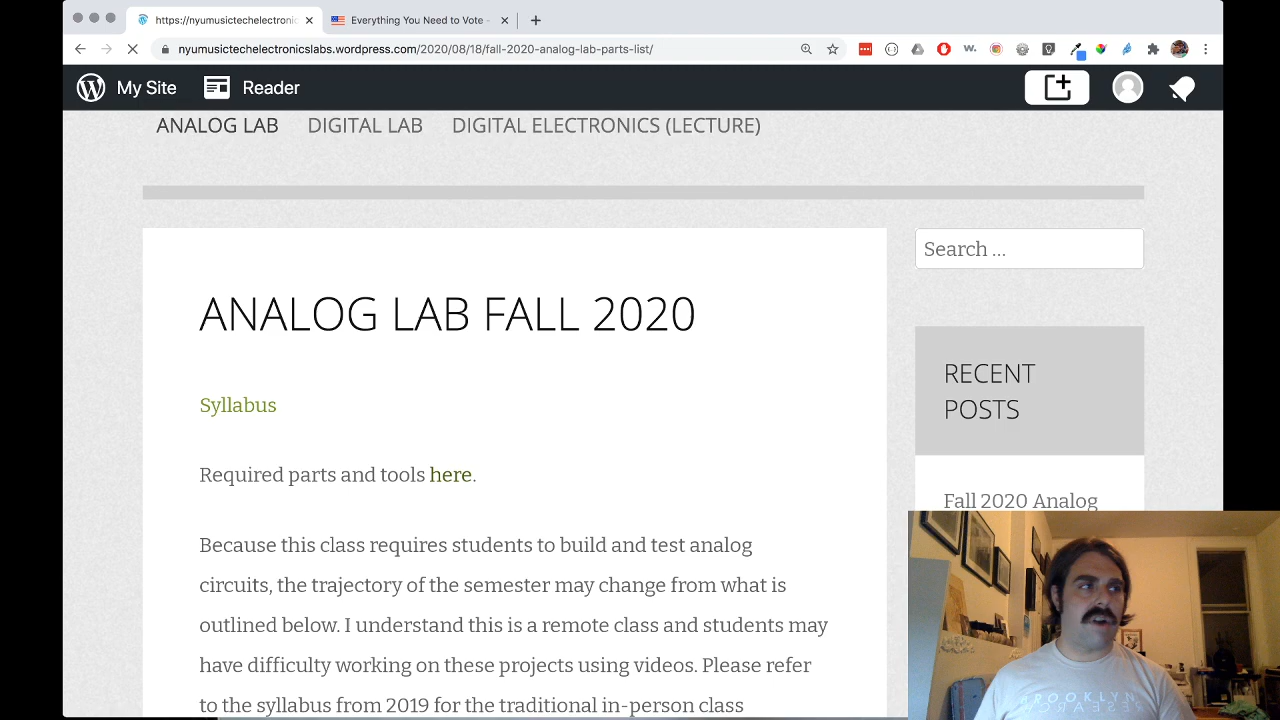 https://nyumusictechelectronic
Everything You Need to Vote -
nyumusictechelectronicslabs.wordpress.com/2020/08/18/fall-2020-analog-lab-parts-list/
My Site
Reader
ANALOG LAB
DIGITAL LAB
DIGITAL ELECTRONICS (LECTURE)
Search ...
ANALOG LAB FALL 2020
RECENT
POSTS
Syllabus
Required parts and tools here.
Fall 2020 Analog
Because this class requires students to build and test analog
circuits, the trajectory of the semester may change from what is
outlined below. I understand this is a remote class and students may
have difficulty working on these projects using videos. Please refer
to the syllabus from 2019 for the traditional in-person class
BROOKLYN
RESEARCH